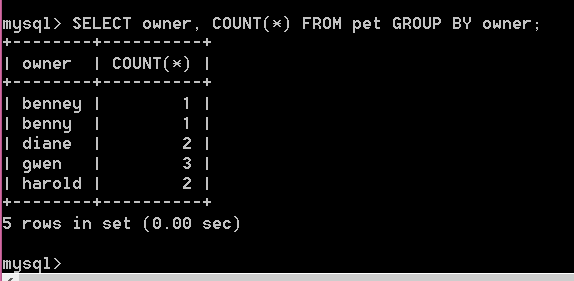 mysql> SELECT owner, COUNT(*) FROM pet GROUP BY owner;
+--------+----------+
| owner  | COUNT(*) |
+--------+----------+
| benney |        1 |
| benny  |        1 |
| diane  |        2 |
| gwen   |        3 |
| harold |        2 |
+--------+----------+
5 rows in set (0.00 sec)
mysql>